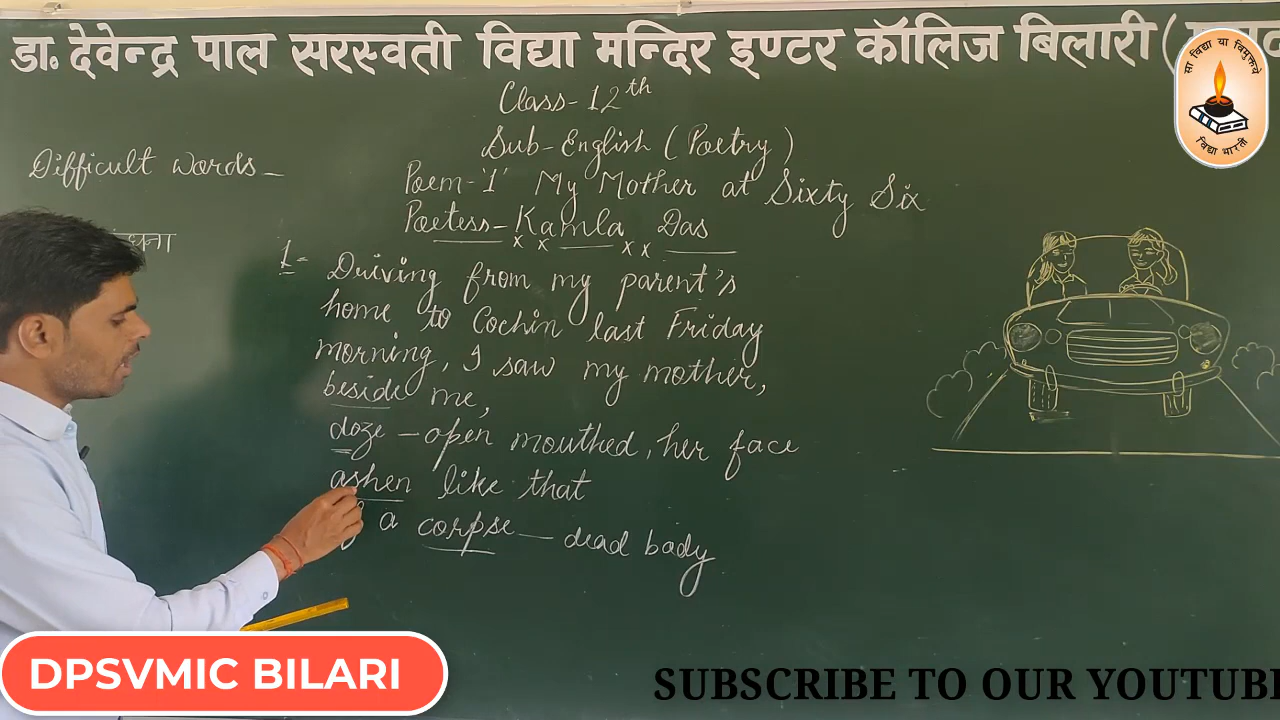 डा. देवेन्द्र पाल सरस्वती विद्या मन्दिर इण्टर कॉलिज बिलारी (
सा विद्या या विमुक्तये
विद्या भारती
Class-12th
Sub-English (Poetry)
Difficult Words-
Poem-'1' My Mother at Sixty Six
Poetess-Kamla Das
1- Driving from my parent's
home to Cochin last Friday
morning, I saw my mother,
beside me,
doze - open mouthed, her face
ashen like that
a corpse - dead body
DPSVMIC BILARI
SUBSCRIBE TO OUR